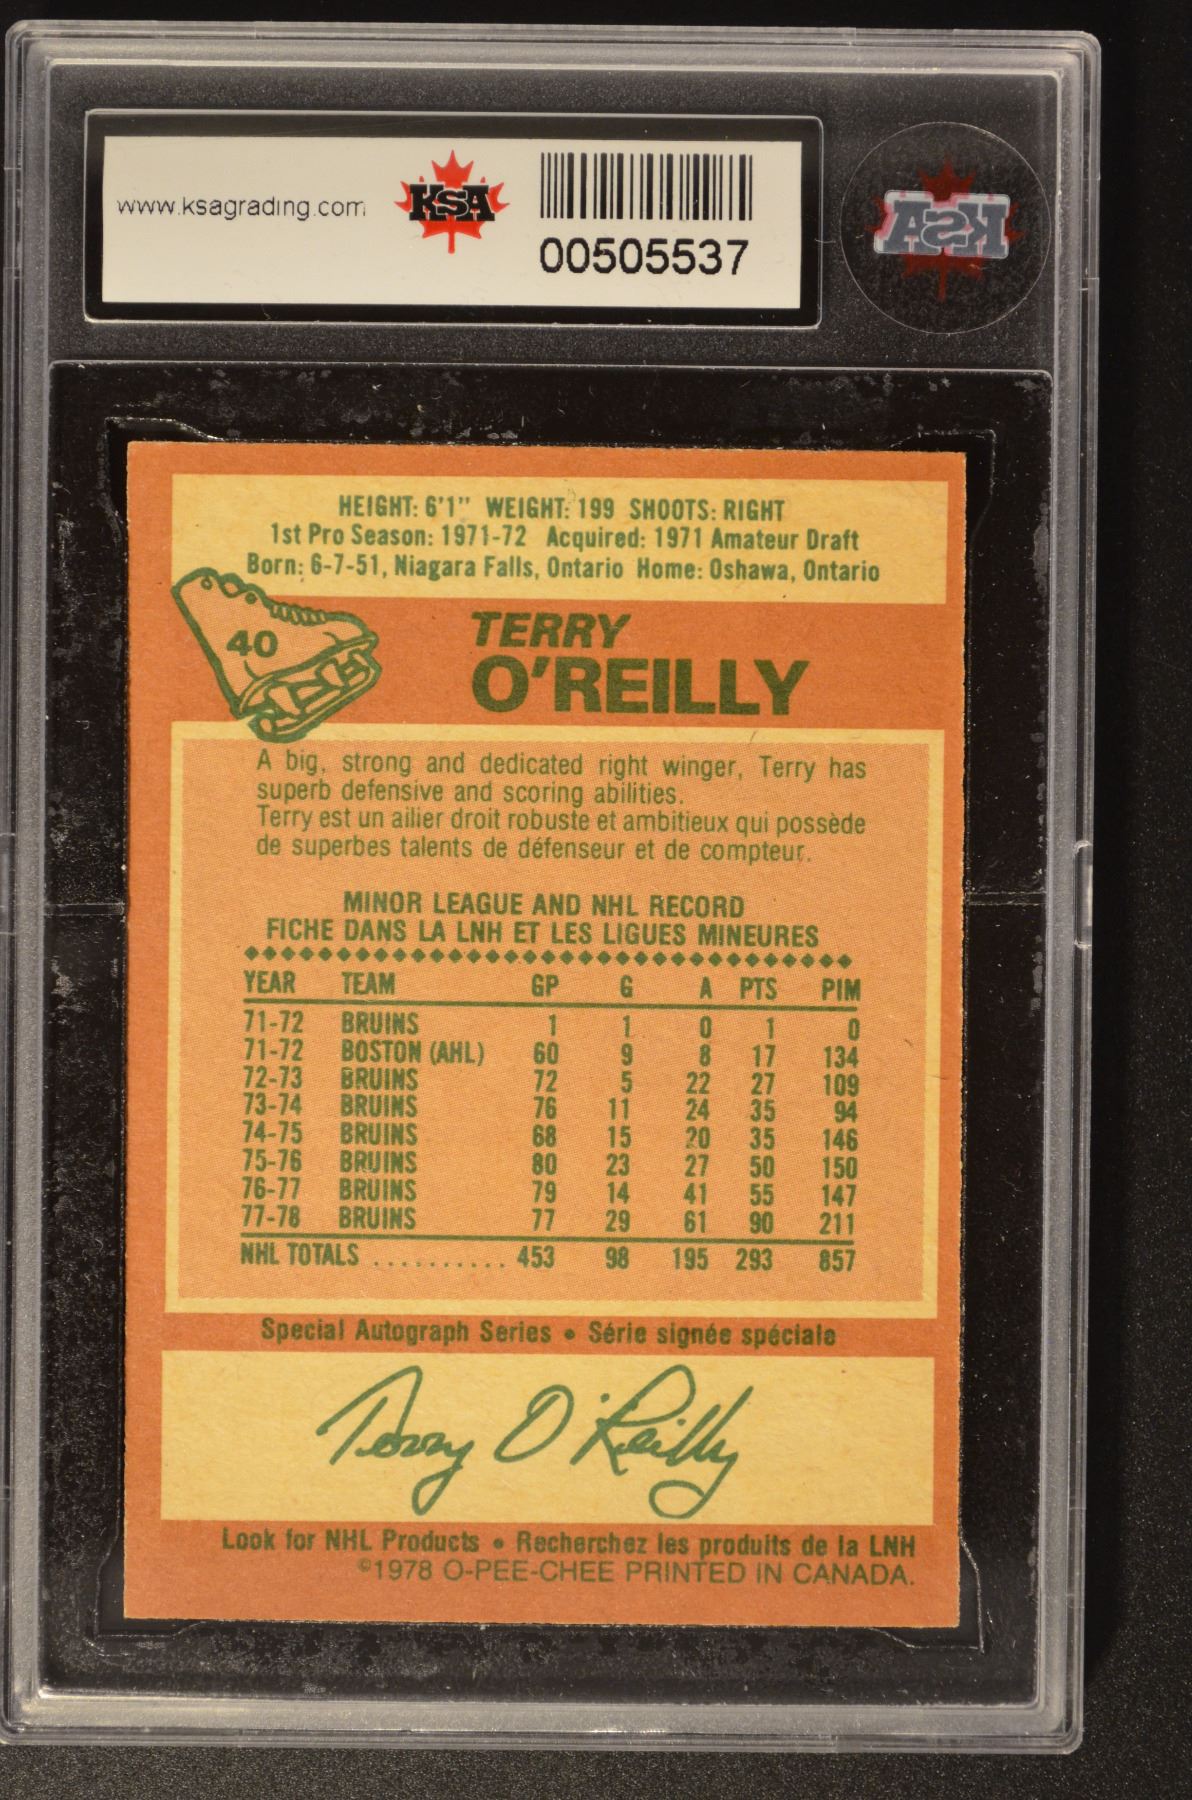 www.ksagrading.com
KSA
00505537
KSA
HEIGHT: 6'1" WEIGHT: 199 SHOOTS: RIGHT
1st Pro Season: 1971-72 Acquired: 1971 Amateur Draft
Born: 6-7-51, Niagara Falls, Ontario Home: Oshawa, Ontario
40
TERRY
O'REILLY
A big, strong and dedicated right winger, Terry has
superb defensive and scoring abilities.
Terry est un ailier droit robuste et ambitieux qui possède
de superbes talents de défenseur et de compteur.
MINOR LEAGUE AND NHL RECORD
FICHE DANS LA LNH ET LES LIGUES MINEURES
YEAR TEAM GP G A PTS PIM
71-72 BRUINS 1 1 0 1 0
71-72 BOSTON (AHL) 60 9 8 17 134
72-73 BRUINS 72 5 22 27 109
73-74 BRUINS 76 11 24 35 94
74-75 BRUINS 68 15 20 35 146
75-76 BRUINS 80 23 27 50 150
76-77 BRUINS 79 14 41 55 147
77-78 BRUINS 77 29 61 90 211
NHL TOTALS .......... 453 98 195 293 857
Special Autograph Series • Série signée spéciale
Terry O'Reilly
Look for NHL Products • Recherchez les produits de la LNH
©1978 O-PEE-CHEE PRINTED IN CANADA.